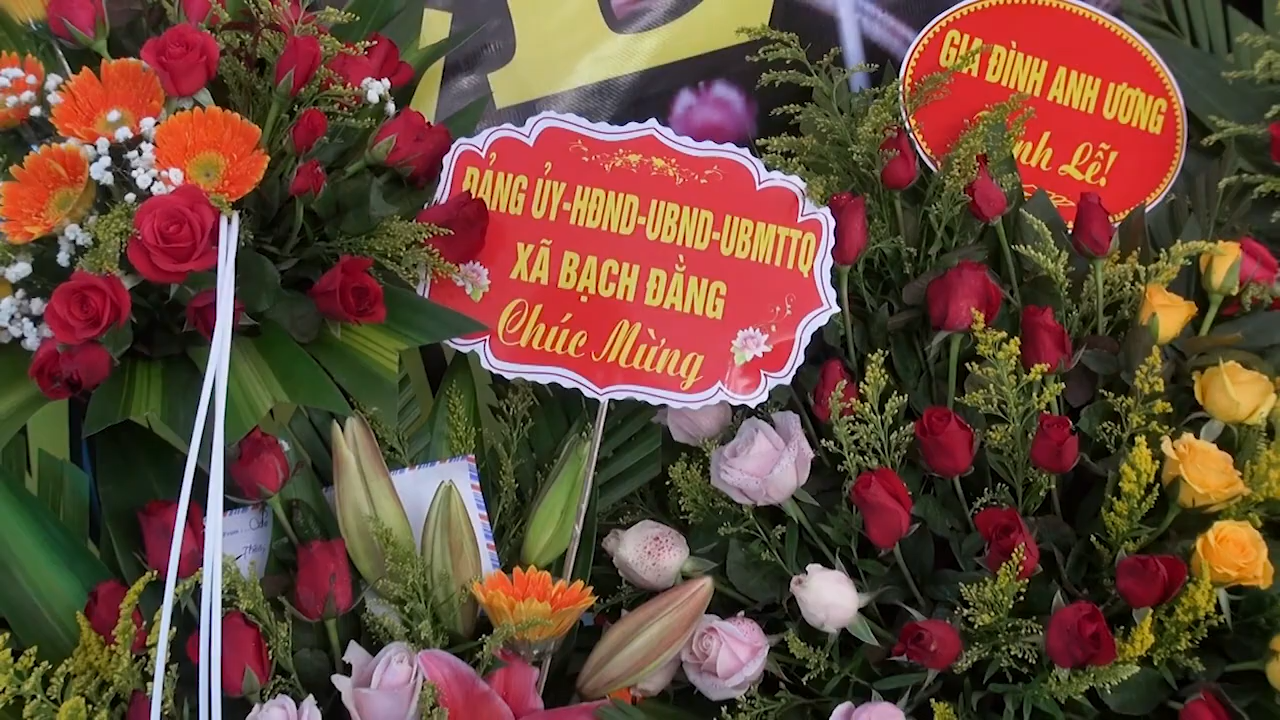 ĐẢNG ỦY-HĐND-UBND-UBMTTQ
XÃ BẠCH ĐẰNG
Chúc Mừng
GIA ĐÌNH ANH ƯƠNG
Lễ!